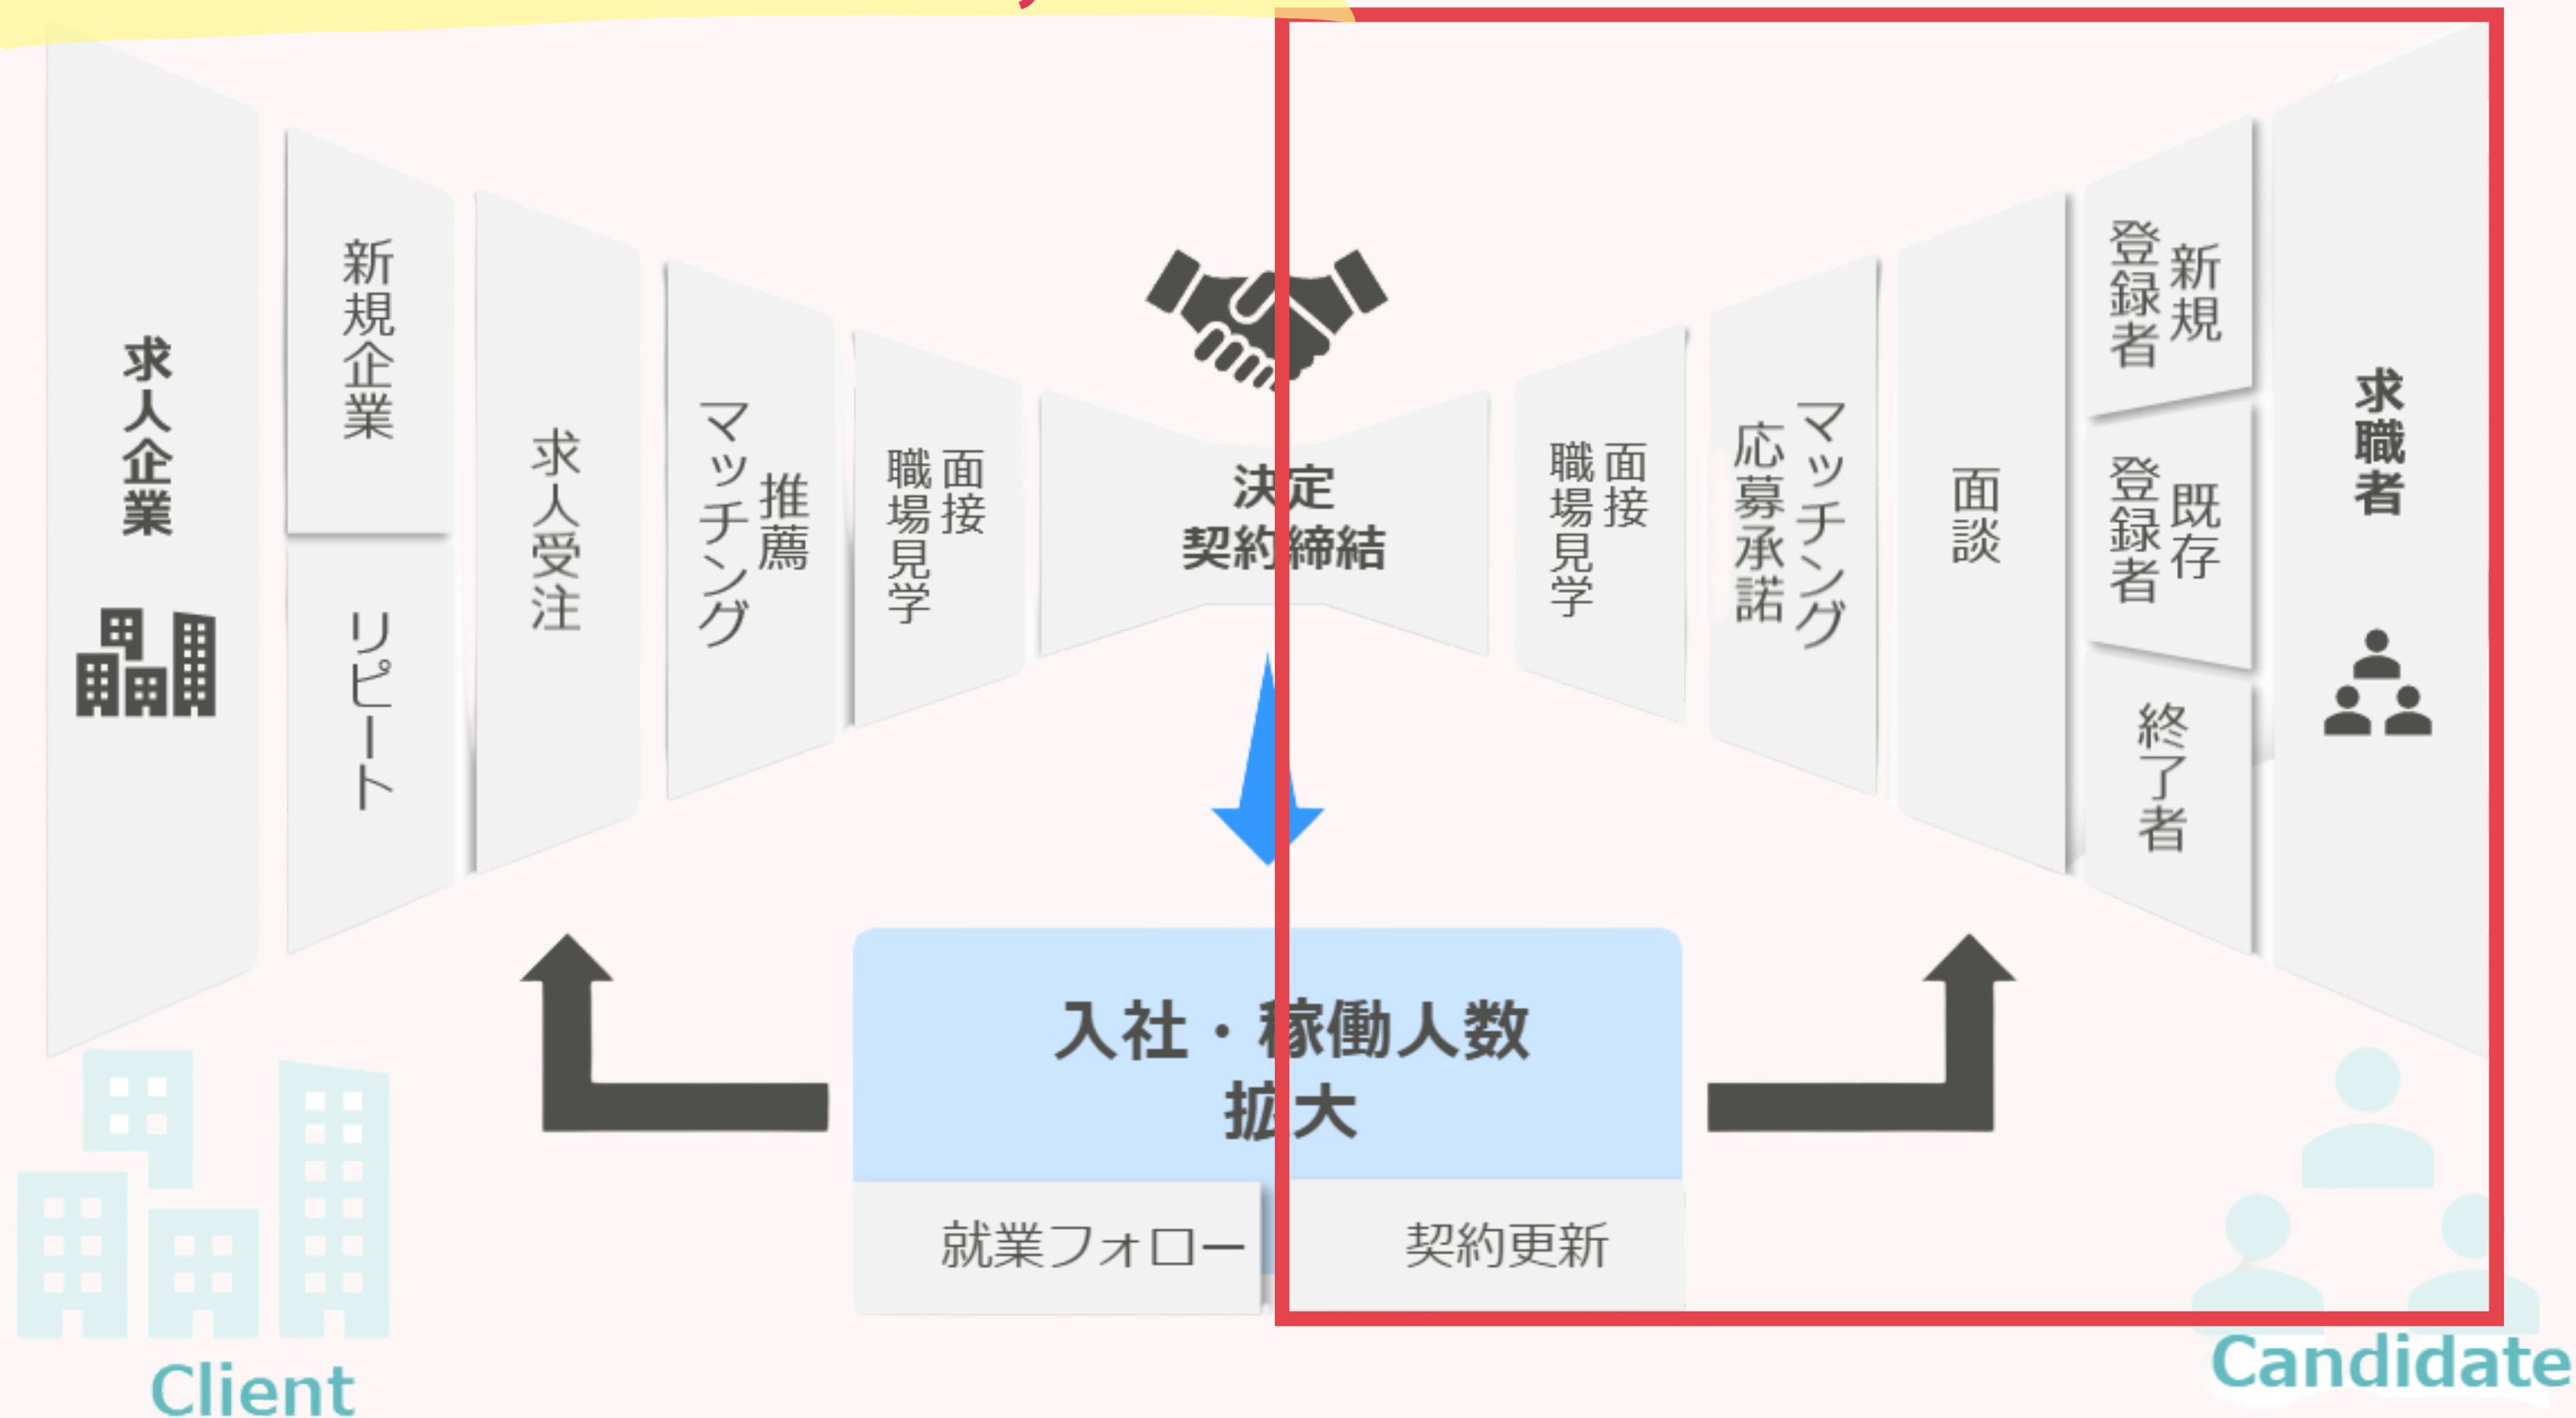 求人企業
新規企業
リピート
求人受注
推薦
マッチング
面接
職場見学
決定
契約締結
面接
職場見学
マッチング
応募承諾
面談
新規
登録者
既存
登録者
終了者
求職者
入社・稼働人数
拡大
就業フォロー
契約更新
Client
Candidate